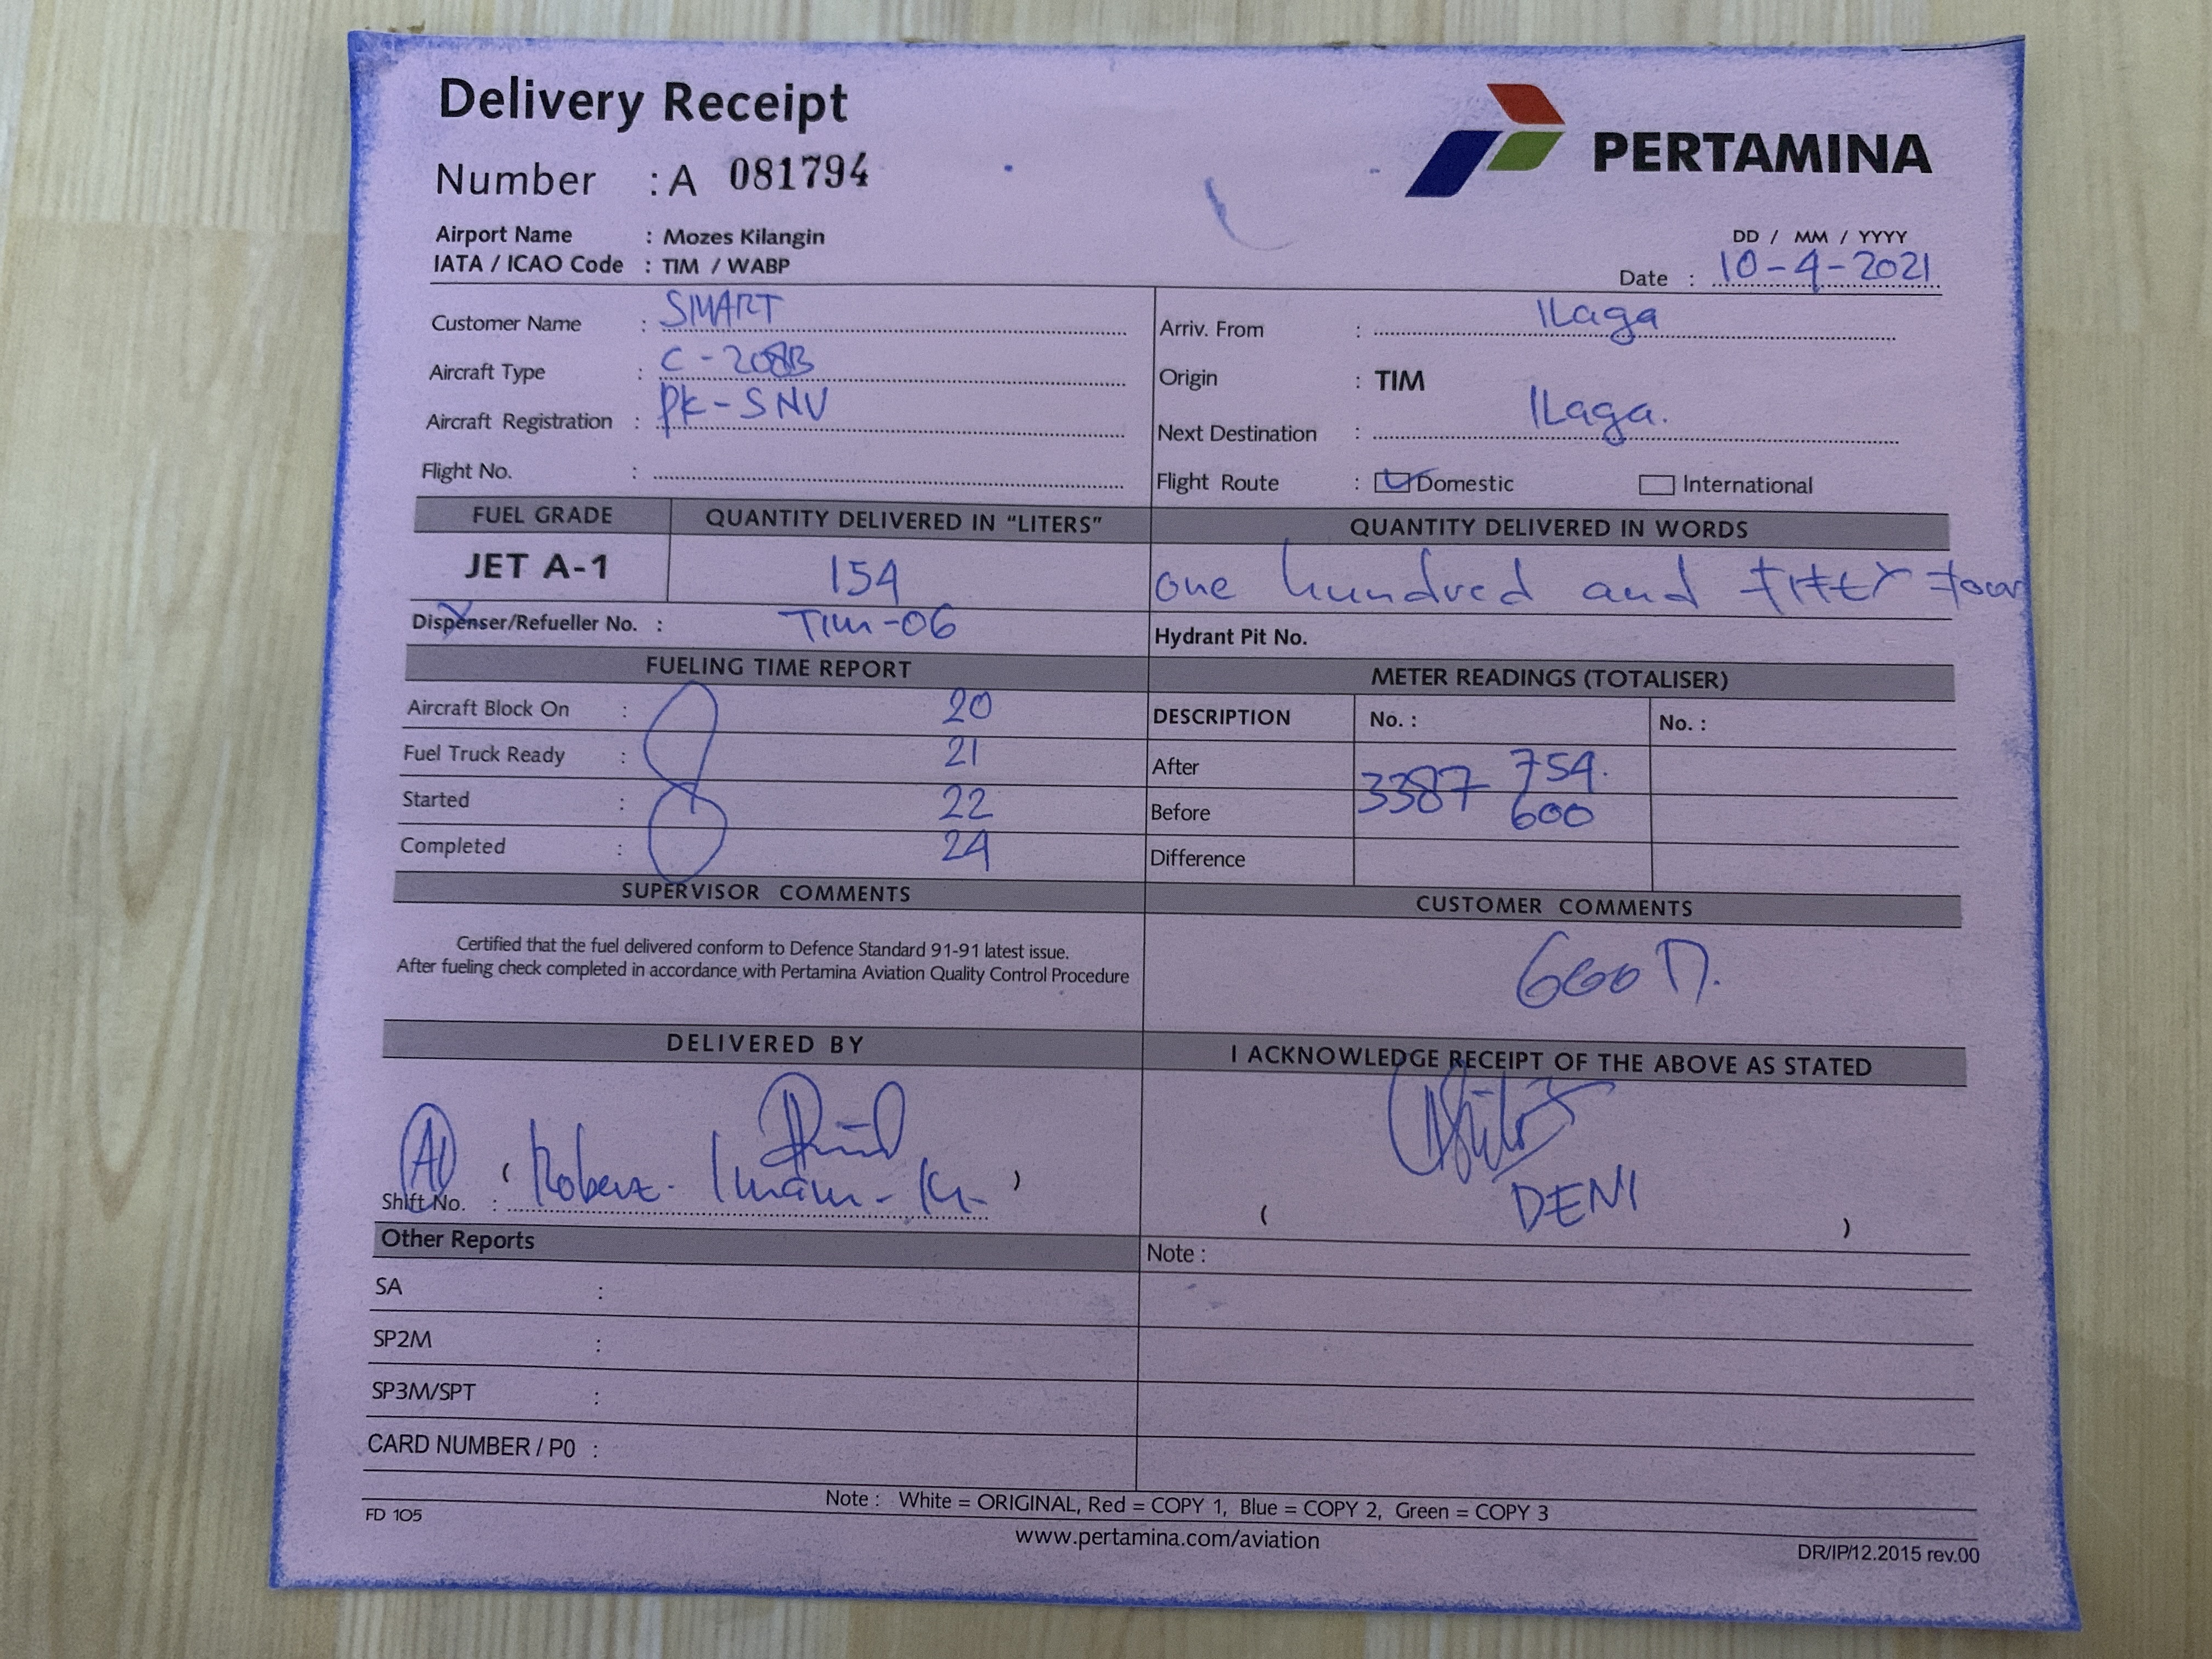 Delivery Receipt
PERTAMINA
Number : A 081794
Airport Name : Mozes Kilangin
IATA / ICAO Code : TIM / WABP
DD / MM / YYYY
Date : 10-4-2021
Customer Name : SMART
Arriv. From : ILaga
Aircraft Type : C-208B
Origin : TIM
Aircraft Registration : PK-SNV
Next Destination : ILaga.
Flight No. :
Flight Route : Domestic International
FUEL GRADE QUANTITY DELIVERED IN "LITERS" QUANTITY DELIVERED IN WORDS
JET A-1 154 one hundred and fifty four
Dispenser/Refueller No. : TIM-06
Hydrant Pit No.
FUELING TIME REPORT METER READINGS (TOTALISER)
Aircraft Block On : 20
DESCRIPTION No. : No. :
Fuel Truck Ready : 21
After 3387 754.
Started : 22
Before 600
Completed : 24
Difference
SUPERVISOR COMMENTS CUSTOMER COMMENTS
Certified that the fuel delivered conform to Defence Standard 91-91 latest issue.
After fueling check completed in accordance with Pertamina Aviation Quality Control Procedure
GOOD.
DELIVERED BY I ACKNOWLEDGE RECEIPT OF THE ABOVE AS STATED
Shift No. : ( Imam )
( DENI )
Other Reports Note :
SA :
SP2M :
SP3M/SPT :
CARD NUMBER / P0 :
Note : White = ORIGINAL, Red = COPY 1, Blue = COPY 2, Green = COPY 3
FD 105 www.pertamina.com/aviation DR/IP/12.2015 rev.00